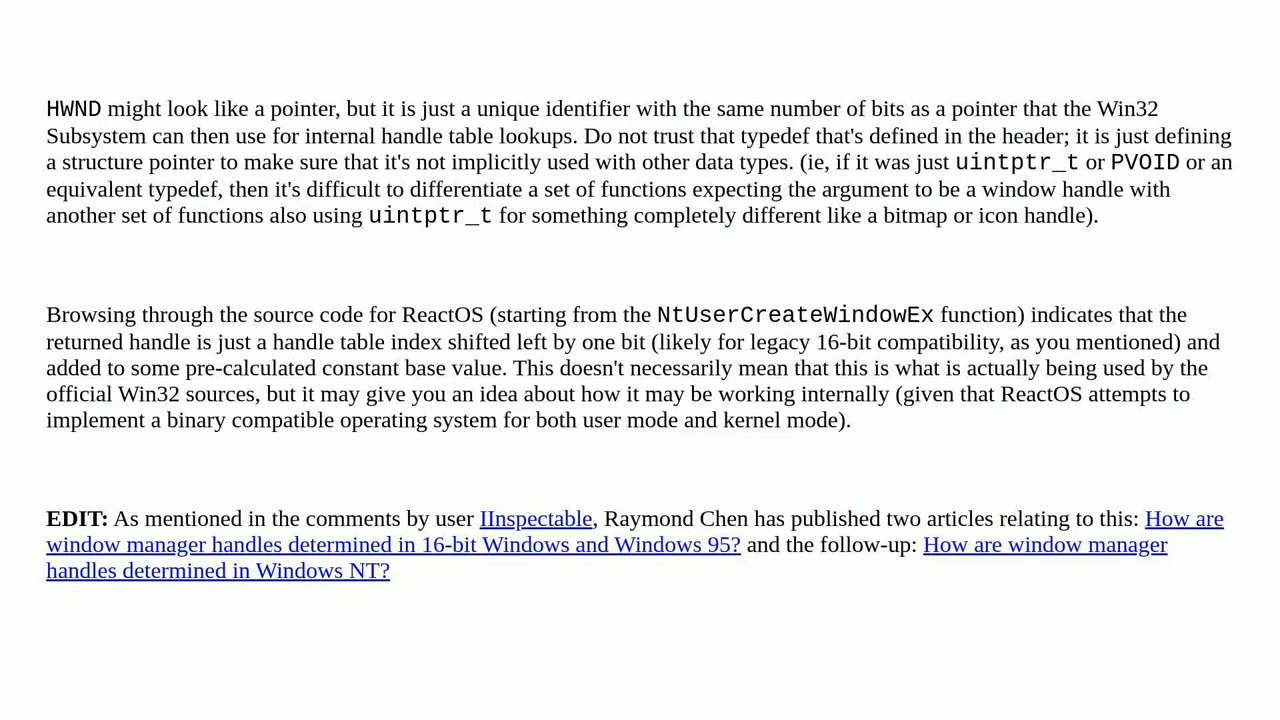 HWND might look like a pointer, but it is just a unique identifier with the same number of bits as a pointer that the Win32
Subsystem can then use for internal handle table lookups. Do not trust that typedef that's defined in the header; it is just defining
a structure pointer to make sure that it's not implicitly used with other data types. (ie, if it was just uintptr_t or PVOID or an
equivalent typedef, then it's difficult to differentiate a set of functions expecting the argument to be a window handle with
another set of functions also using uintptr_t for something completely different like a bitmap or icon handle).
Browsing through the source code for ReactOS (starting from the NtUserCreateWindowEx function) indicates that the
returned handle is just a handle table index shifted left by one bit (likely for legacy 16-bit compatibility, as you mentioned) and
added to some pre-calculated constant base value. This doesn't necessarily mean that this is what is actually being used by the
official Win32 sources, but it may give you an idea about how it may be working internally (given that ReactOS attempts to
implement a binary compatible operating system for both user mode and kernel mode).
EDIT: As mentioned in the comments by user IInspectable, Raymond Chen has published two articles relating to this: How are
window manager handles determined in 16-bit Windows and Windows 95? and the follow-up: How are window manager
handles determined in Windows NT?